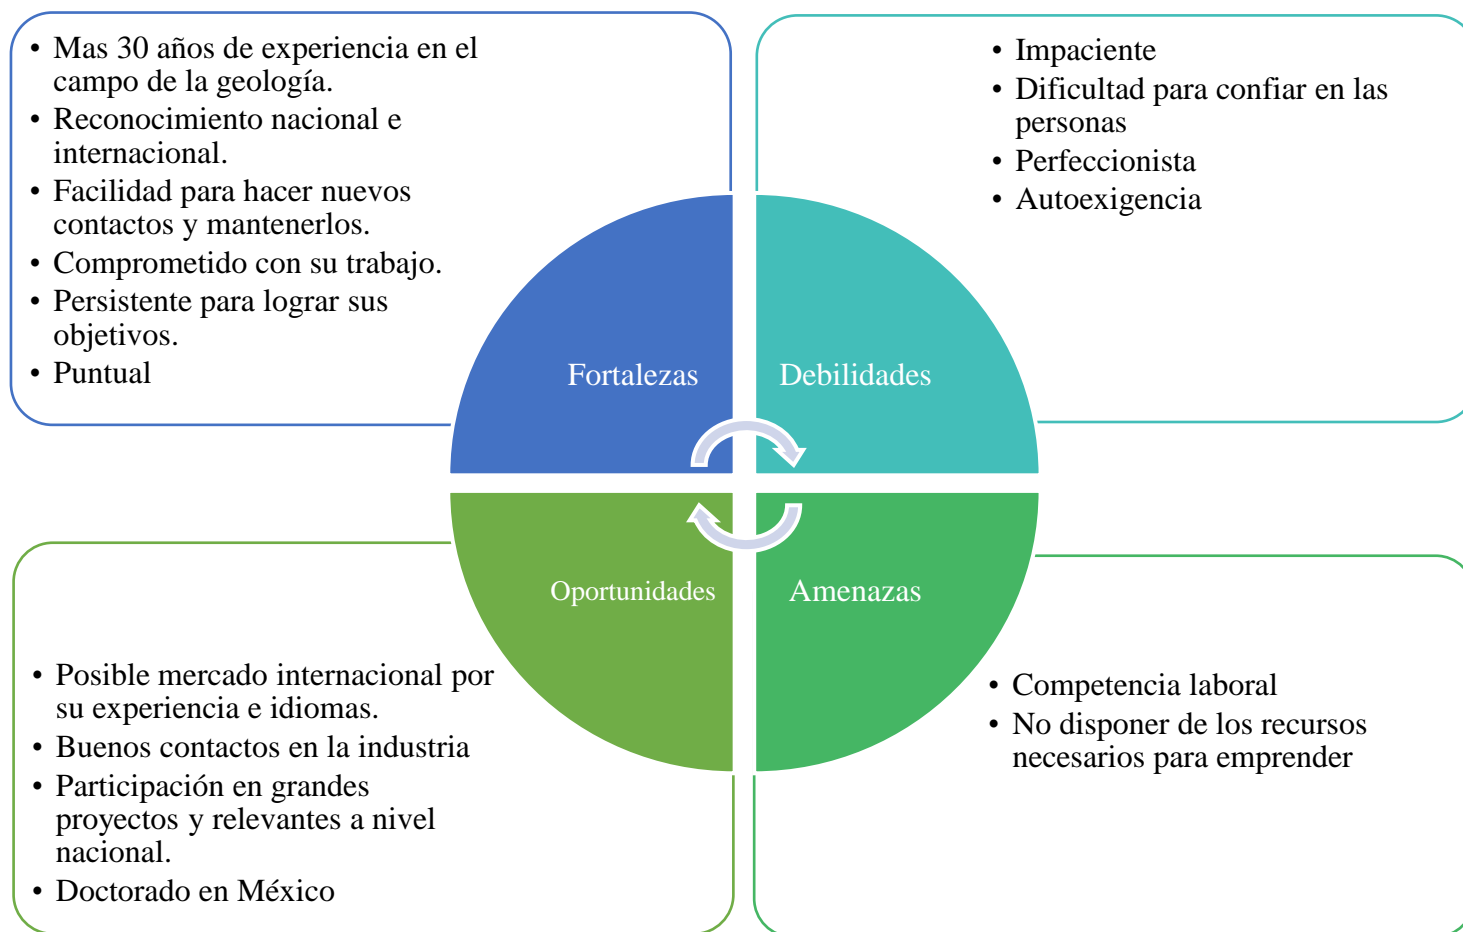 • Mas 30 años de experiencia en el
campo de la geología.
• Reconocimiento nacional e
internacional.
• Facilidad para hacer nuevos
contactos y mantenerlos.
• Comprometido con su trabajo.
• Persistente para lograr sus
objetivos.
• Puntual
• Impaciente
• Dificultad para confiar en las
personas
• Perfeccionista
• Autoexigencia
Fortalezas
Debilidades
Oportunidades
Amenazas
• Posible mercado internacional por
su experiencia e idiomas.
• Buenos contactos en la industria
• Participación en grandes
proyectos y relevantes a nivel
nacional.
• Doctorado en México
• Competencia laboral
• No disponer de los recursos
necesarios para emprender